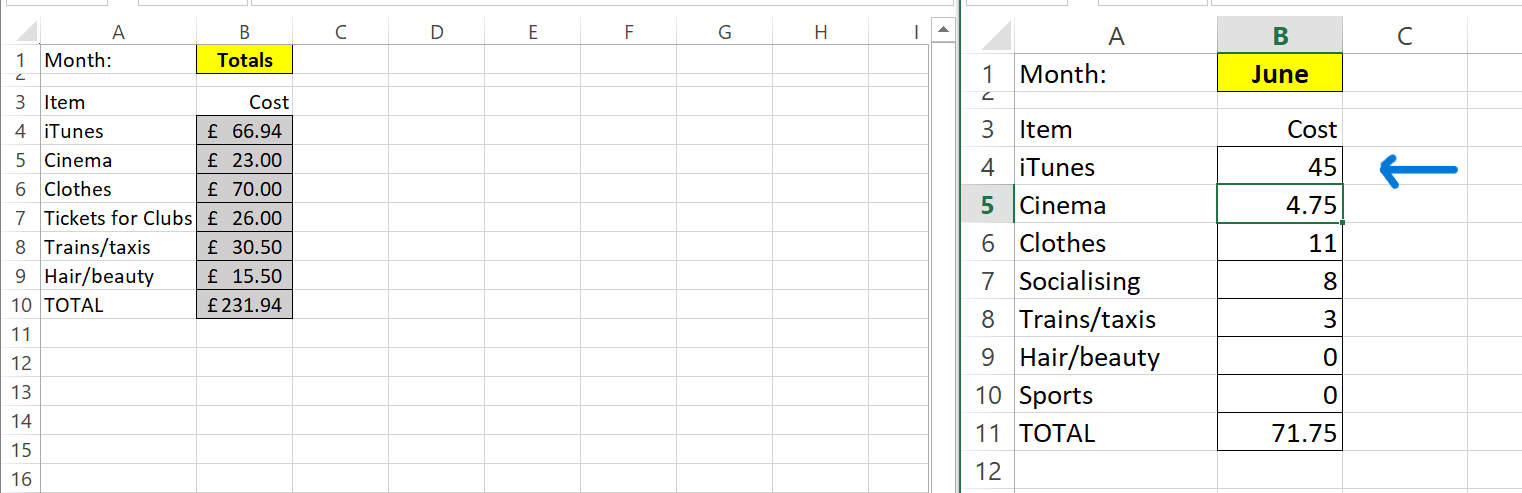 A B C D E F G H I
1 Month: Totals
2
3 Item Cost
4 iTunes £ 66.94
5 Cinema £ 23.00
6 Clothes £ 70.00
7 Tickets for Clubs £ 26.00
8 Trains/taxis £ 30.50
9 Hair/beauty £ 15.50
10 TOTAL £231.94
11
12
13
14
15
16
A B C
1 Month: June
2
3 Item Cost
4 iTunes 45
5 Cinema 4.75
6 Clothes 11
7 Socialising 8
8 Trains/taxis 3
9 Hair/beauty 0
10 Sports 0
11 TOTAL 71.75
12